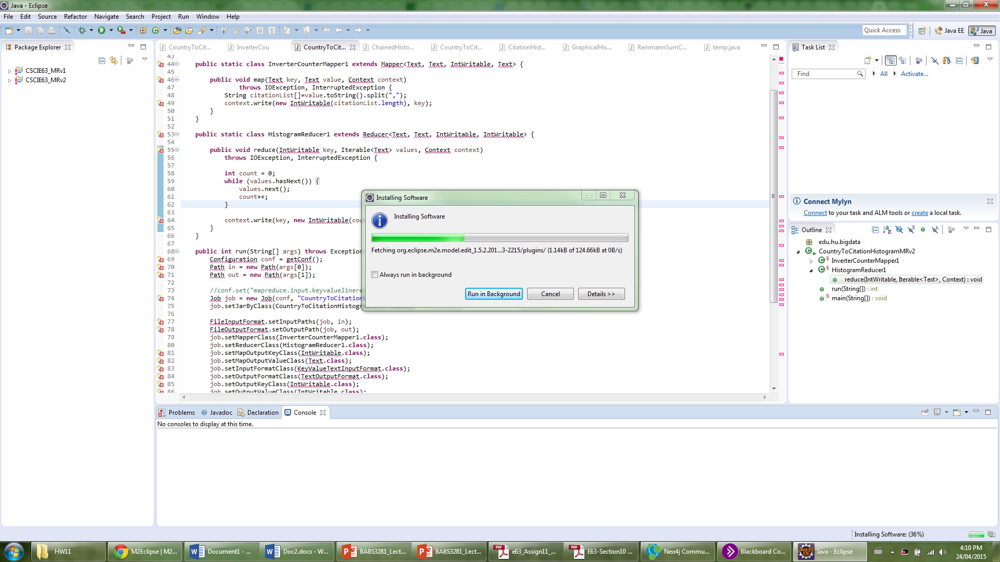 Java - Eclipse
File Edit Source Refactor Navigate Search Project Run Window Help
Quick Access
Java EE
Java
Package Explorer
CSCIE63_MRv1
CSCIE63_MRv2
CountryToCit...
InverterCou
CountryToCit...
ChainedHisto...
CountryToCit...
CitationHist...
GraphicalHis...
ReinmannSumC...
temp.java
43
44 public static class InverterCounterMapper1 extends Mapper<Text, Text, IntWritable, Text> {
45
46 public void map(Text key, Text value, Context context)
47 throws IOException, InterruptedException {
48 String citationList[]=value.toString().split(",");
49 context.write(new IntWritable(citationList.length), key);
50 }
51 }
52
53 public static class HistogramReducer1 extends Reducer<Text, Text, IntWritable, IntWritable> {
54
55 public void reduce(IntWritable key, Iterable<Text> values, Context context)
56 throws IOException, InterruptedException {
57
58 int count = 0;
59 while (values.hasNext()) {
60 values.next();
61 count++;
62 }
63
64 context.write(key, new IntWritable(cou
65 }
66 }
67
68 public int run(String[] args) throws Exception
69 Configuration conf = getConf();
70 Path in = new Path(args[0]);
71 Path out = new Path(args[1]);
72
73 //conf.set("mapreduce.input.keyvaluelinere
74 Job job = new Job(conf, "CountryToCitation
75 job.setJarByClass(CountryToCitationHistog
76
77 FileInputFormat.setInputPaths(job, in);
78 FileOutputFormat.setOutputPath(job, out);
79 job.setMapperClass(InverterCounterMapper1.class);
80 job.setReducerClass(HistogramReducer1.class);
81 job.setMapOutputKeyClass(IntWritable.class);
82 job.setMapOutputValueClass(Text.class);
83 job.setInputFormatClass(KeyValueTextInputFormat.class);
84 job.setOutputFormatClass(TextOutputFormat.class);
85 job.setOutputKeyClass(IntWritable.class);
86 job.setOutputValueClass(IntWritable.class);
Installing Software
Installing Software
Fetching org.eclipse.m2e.model.edit_1.5.2.201...3-2215/plugins/ (1.14kB of 124.66kB at 0B/s)
Always run in background
Run in Background
Cancel
Details >>
Task List
Find
All
Activate...
Connect Mylyn
Connect to your task and ALM tools or create a local task.
Outline
edu.hu.bigdata
CountryToCitationHistogramMRv2
InverterCounterMapper1
HistogramReducer1
reduce(IntWritable, Iterable<Text>, Context) : void
run(String[]) : int
main(String[]) : void
Problems
Javadoc
Declaration
Console
No consoles to display at this time.
Installing Software: (36%)
HW11
M2Eclipse | M2...
Document1 - ...
Doc2.docx - W...
BABS3281_Lect...
BABS3281_Lect...
e63_Assign11_...
E63-Section10 ...
Neo4j Commu...
Blackboard Co...
Java - Eclipse
4:10 PM
24/04/2015